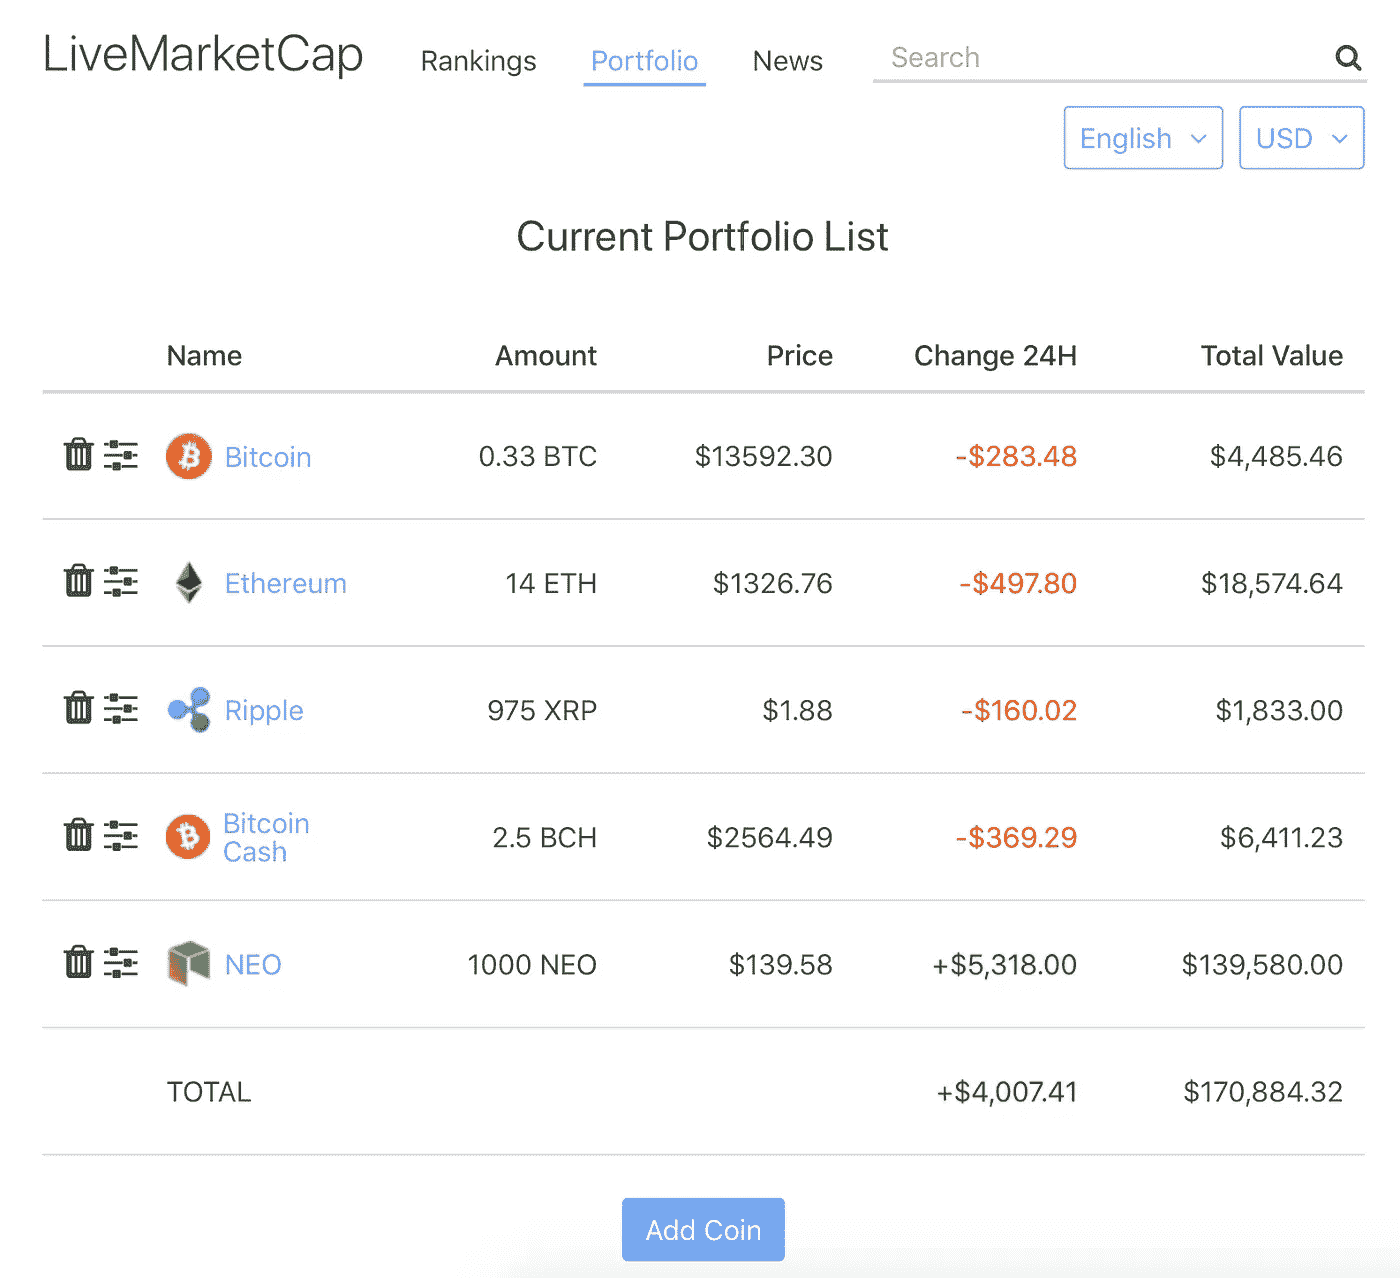 LiveMarketCap Rankings Portfolio News Search
English USD
Current Portfolio List
Name Amount Price Change 24H Total Value
Bitcoin 0.33 BTC $13592.30 -$283.48 $4,485.46
Ethereum 14 ETH $1326.76 -$497.80 $18,574.64
Ripple 975 XRP $1.88 -$160.02 $1,833.00
Bitcoin
Cash 2.5 BCH $2564.49 -$369.29 $6,411.23
NEO 1000 NEO $139.58 +$5,318.00 $139,580.00
TOTAL +$4,007.41 $170,884.32
Add Coin